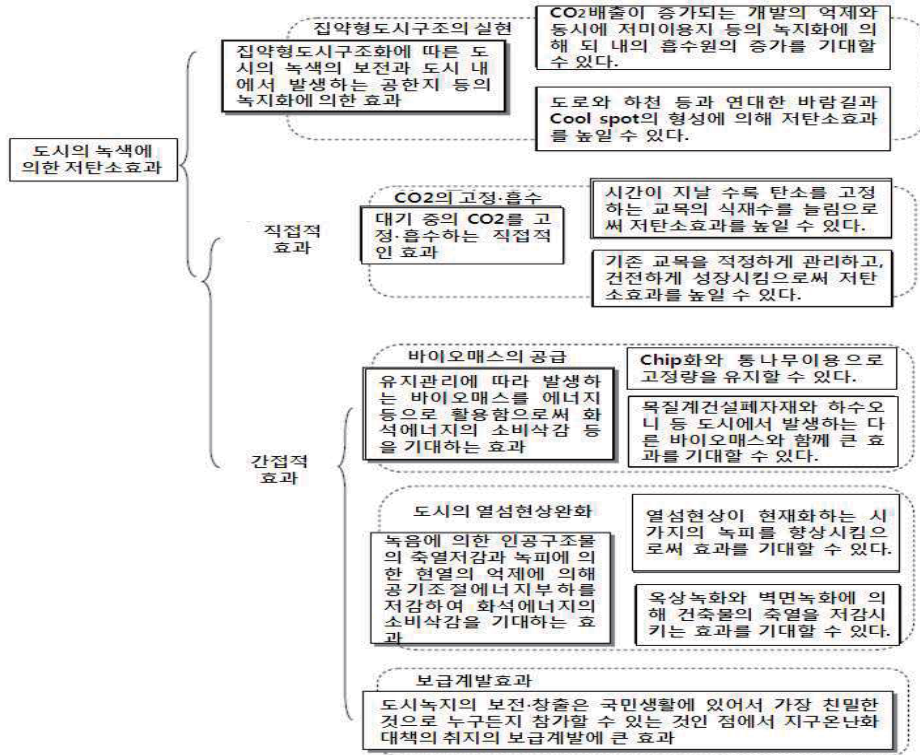 집약형도시구조의 실현
집약형도시구조화에 따른 도
시의 녹색의 보전과 도시 내
에서 발생하는 공한지 등의
녹지화에 의한 효과
CO2배출이 증가되는 개발의 억제와
동시에 저미이용지 등의 녹지화에 의
해 되 내의 흡수원의 증가를 기대할
수 있다.
도로와 하천 등과 연대한 바람길과
Cool spot의 형성에 의해 저탄소효과
를 높일 수 있다.
도시의 녹색에
의한 저탄소효과
직접적
효과
CO2의 고정·흡수
대기 중의 CO2를 고
정·흡수하는 직접적
인 효과
시간이 지날 수록 탄소를 고정
하는 교목의 식재수를 늘림으로
써 저탄소효과를 높일 수 있다.
기존 교목을 적정하게 관리하고,
건전하게 성장시킴으로써 저탄
소효과를 높일 수 있다.
간접적
효과
바이오매스의 공급
유지관리에 따라 발생하
는 바이오매스를 에너지
등으로 활용함으로써 화
석에너지의 소비삭감 등
을 기대하는 효과
Chip화와 통나무이용으로
고정량을 유지할 수 있다.
목질계건설폐자재와 하수오
니 등 도시에서 발생하는 다
른 바이오매스와 함께 큰 효
과를 기대할 수 있다.
도시의 열섬현상완화
녹음에 의한 인공구조물
의 축열저감과 녹피에 의
한 현열의 억제에 의해
공기조절에너지부하를
저감하여 화석에너지의
소비삭감을 기대하는 효
과
열섬현상이 현재화하는 시
가지의 녹피를 향상시킴으
로써 효과를 기대할 수 있다.
옥상녹화와 벽면녹화에 의
해 건축물의 축열을 저감시
키는 효과를 기대할 수 있다.
보급계발효과
도시녹지의 보전·창출은 국민생활에 있어서 가장 친밀한
것으로 누구든지 참가할 수 있는 것인 점에서 지구온난화
대책의 취지의 보급계발에 큰 효과